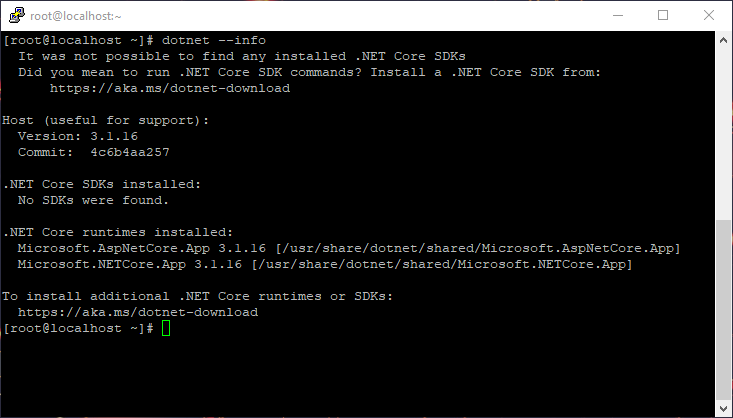 root@localhost:~
[root@localhost ~]# dotnet --info
  It was not possible to find any installed .NET Core SDKs
  Did you mean to run .NET Core SDK commands? Install a .NET Core SDK from:
      https://aka.ms/dotnet-download
Host (useful for support):
  Version: 3.1.16
  Commit:  4c6b4aa257
.NET Core SDKs installed:
  No SDKs were found.
.NET Core runtimes installed:
  Microsoft.AspNetCore.App 3.1.16 [/usr/share/dotnet/shared/Microsoft.AspNetCore.App]
  Microsoft.NETCore.App 3.1.16 [/usr/share/dotnet/shared/Microsoft.NETCore.App]
To install additional .NET Core runtimes or SDKs:
  https://aka.ms/dotnet-download
[root@localhost ~]#